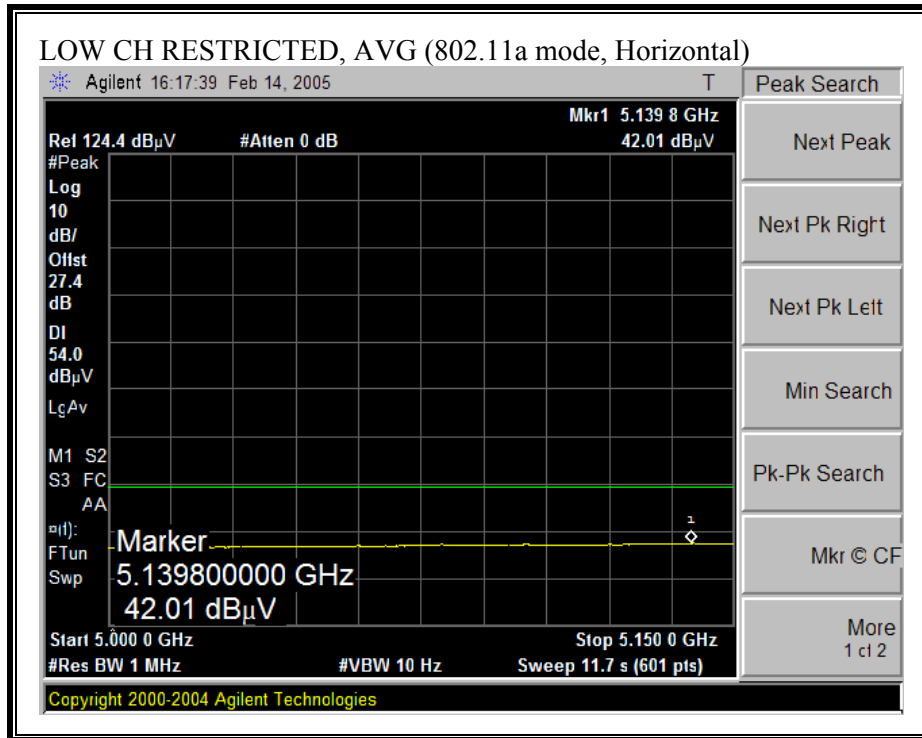 LOW CH RESTRICTED, AVG (802.11a mode, Horizontal)
Agilent 16:17:39 Feb 14, 2005 T
Peak Search
Mkr1 5.139 8 GHz
Ref 124.4 dBµV #Atten 0 dB 42.01 dBµV
#Peak
Log
10
dB/
Offst
27.4
dB
DI
54.0
dBµV
LgAv
M1 S2
S3 FC
AA
¤(f):
FTun
Swp
1
Marker
5.139800000 GHz
42.01 dBµV
Start 5.000 0 GHz Stop 5.150 0 GHz
#Res BW 1 MHz #VBW 10 Hz Sweep 11.7 s (601 pts)
Copyright 2000-2004 Agilent Technologies
Next Peak
Next Pk Right
Next Pk Left
Min Search
Pk-Pk Search
Mkr © CF
More
1 of 2